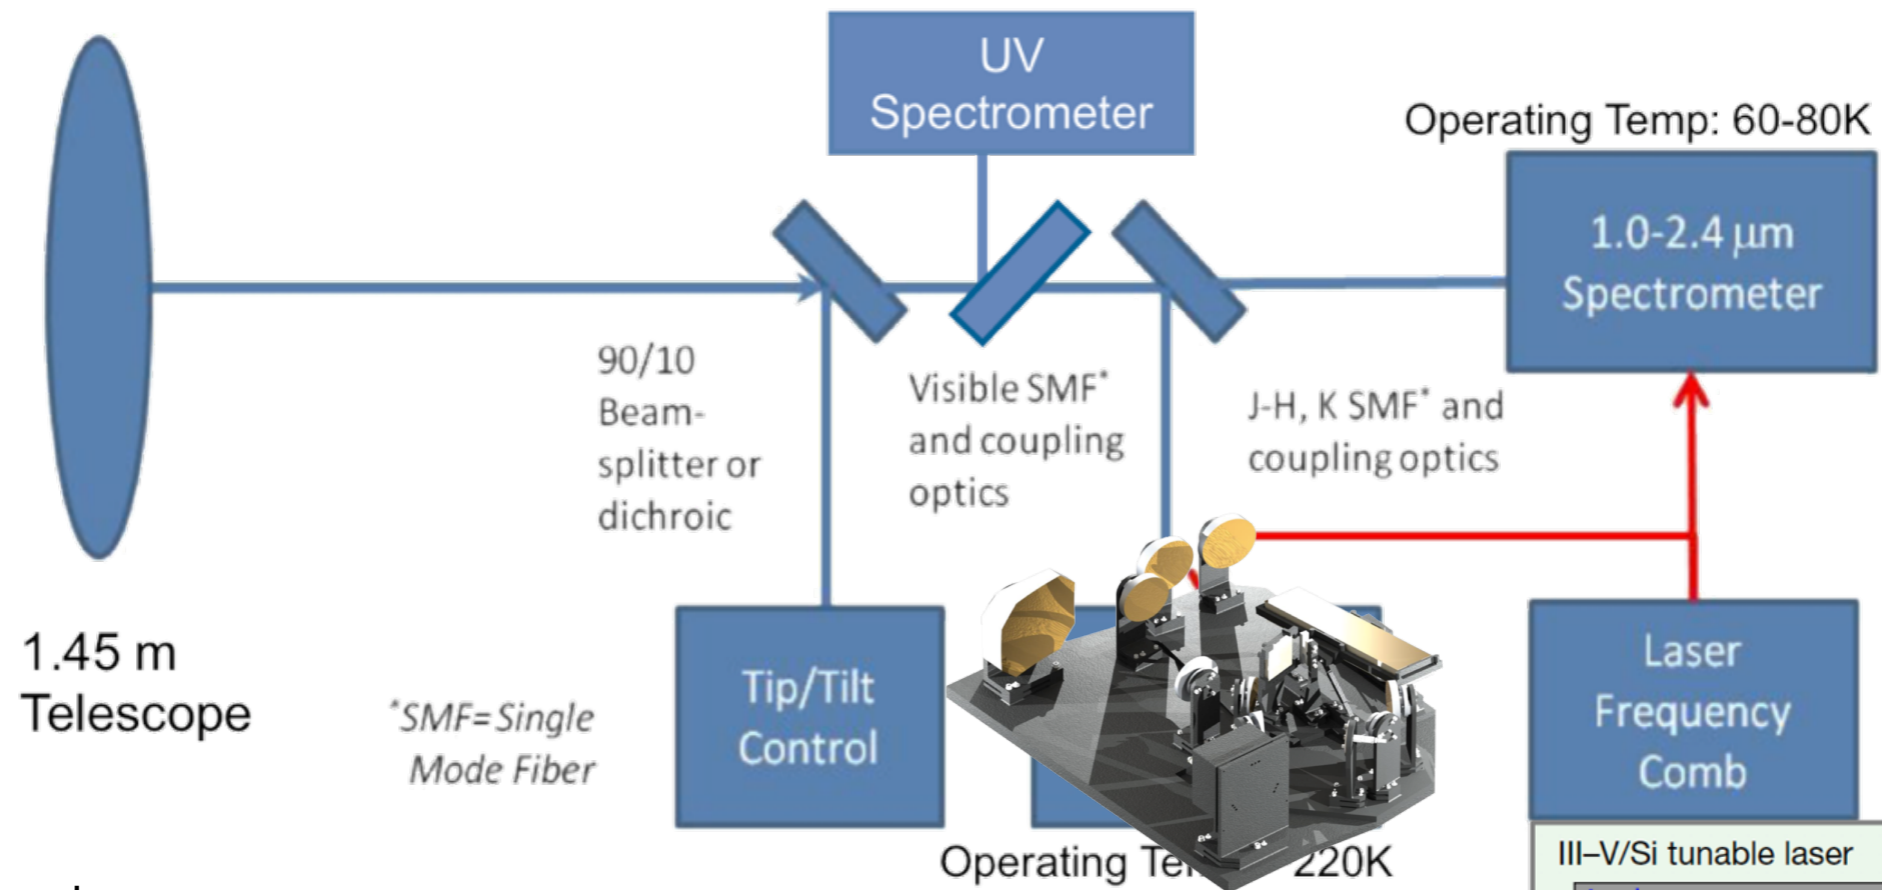 UV
Spectrometer
Operating Temp: 60-80K
1.0-2.4 μm
Spectrometer
90/10
Beam-
splitter or
dichroic
Visible SMF*
and coupling
optics
J-H, K SMF* and
coupling optics
1.45 m
Telescope
*SMF=Single
Mode Fiber
Tip/Tilt
Control
Laser
Frequency
Comb
Operating
220K
III–V/Si tunable laser